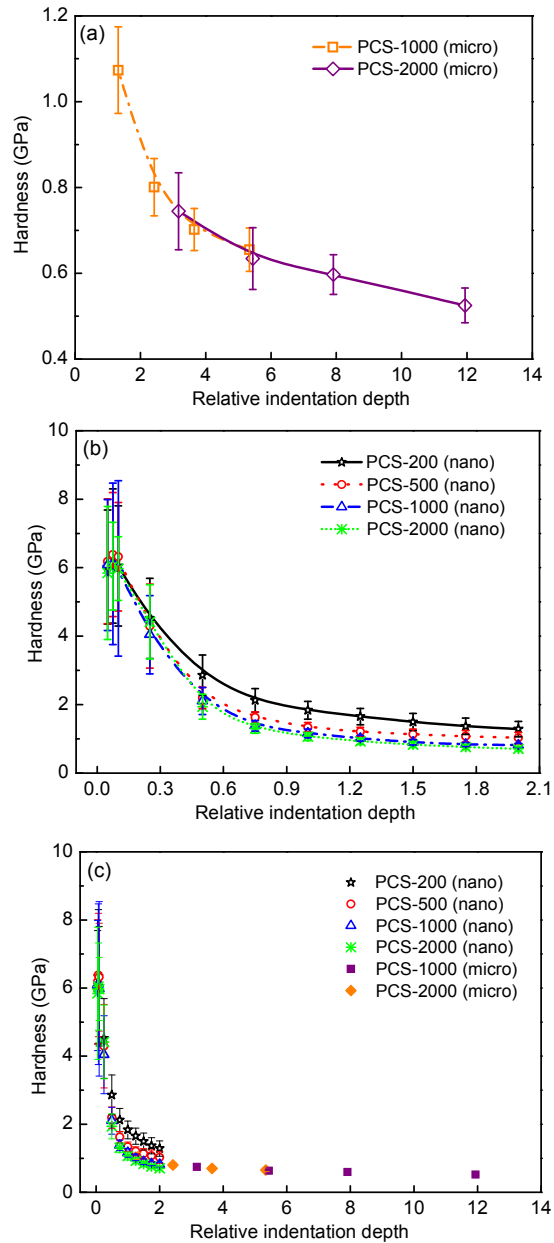 (a)
PCS-1000 (micro)
PCS-2000 (micro)
Hardness (GPa)
1.2
1.0
0.8
0.6
0.4
0 2 4 6 8 10 12 14
Relative indentation depth
(b)
PCS-200 (nano)
PCS-500 (nano)
PCS-1000 (nano)
PCS-2000 (nano)
Hardness (GPa)
10
8
6
4
2
0
0.0 0.3 0.6 0.9 1.2 1.5 1.8 2.1
Relative indentation depth
(c)
PCS-200 (nano)
PCS-500 (nano)
PCS-1000 (nano)
PCS-2000 (nano)
PCS-1000 (micro)
PCS-2000 (micro)
Hardness (GPa)
10
8
6
4
2
0
0 2 4 6 8 10 12 14
Relative indentation depth